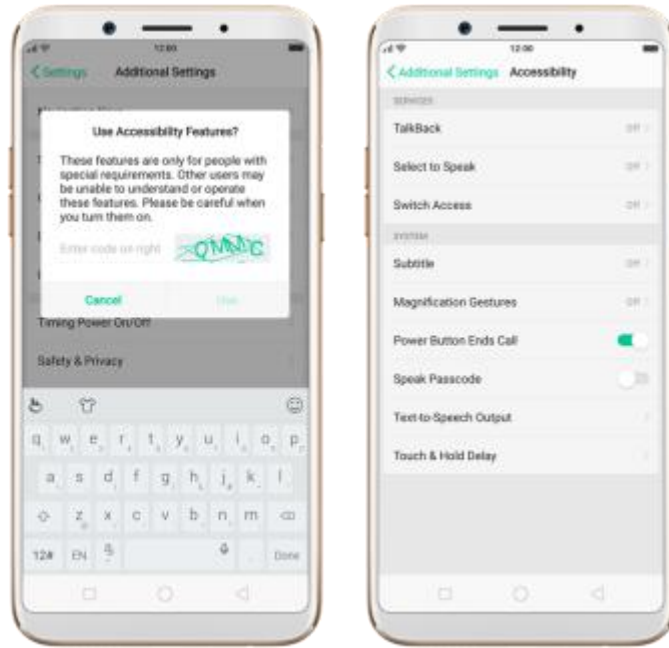 12:00
Settings Additional Settings
Use Accessibility Features?
These features are only for people with
special requirements. Other users may
be unable to understand or operate
these features. Please be careful when
you turn them on.
Enter code on right
Cancel Use
Timing Power On/Off
Safety & Privacy
q w e r t y u i o p
a s d f g h j k l
z x c v b n m
12# EN Done
12:00
Additional Settings Accessibility
SERVICES
TalkBack Off
Select to Speak Off
Switch Access Off
SYSTEM
Subtitle Off
Magnification Gestures Off
Power Button Ends Call
Speak Passcode
Text-to-Speech Output
Touch & Hold Delay